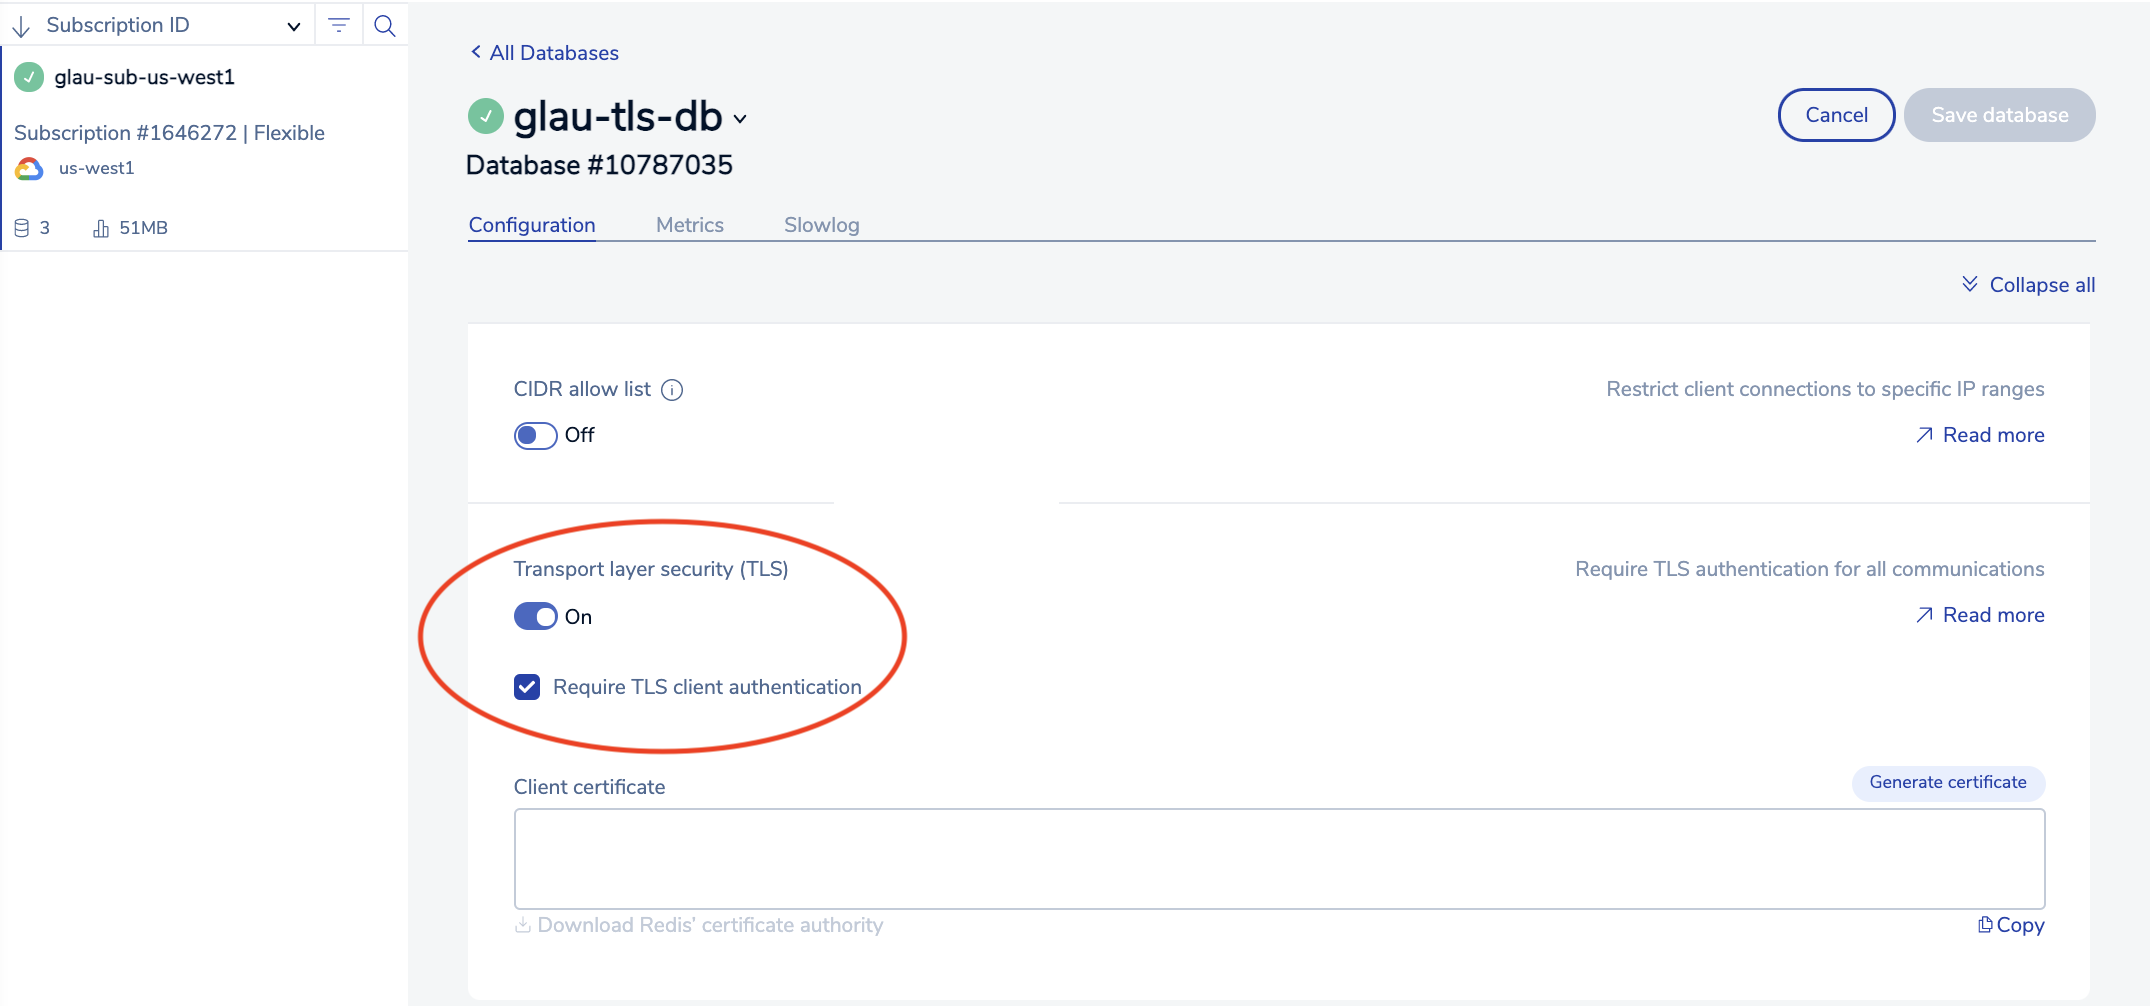 Subscription ID
glau-sub-us-west1
Subscription #1646272 | Flexible
us-west1
3 51MB
All Databases
glau-tls-db
Database #10787035
Cancel
Save database
Configuration Metrics Slowlog
Collapse all
CIDR allow list
Restrict client connections to specific IP ranges
Off
Read more
Transport layer security (TLS)
Require TLS authentication for all communications
On
Read more
Require TLS client authentication
Client certificate
Generate certificate
Download Redis' certificate authority
Copy